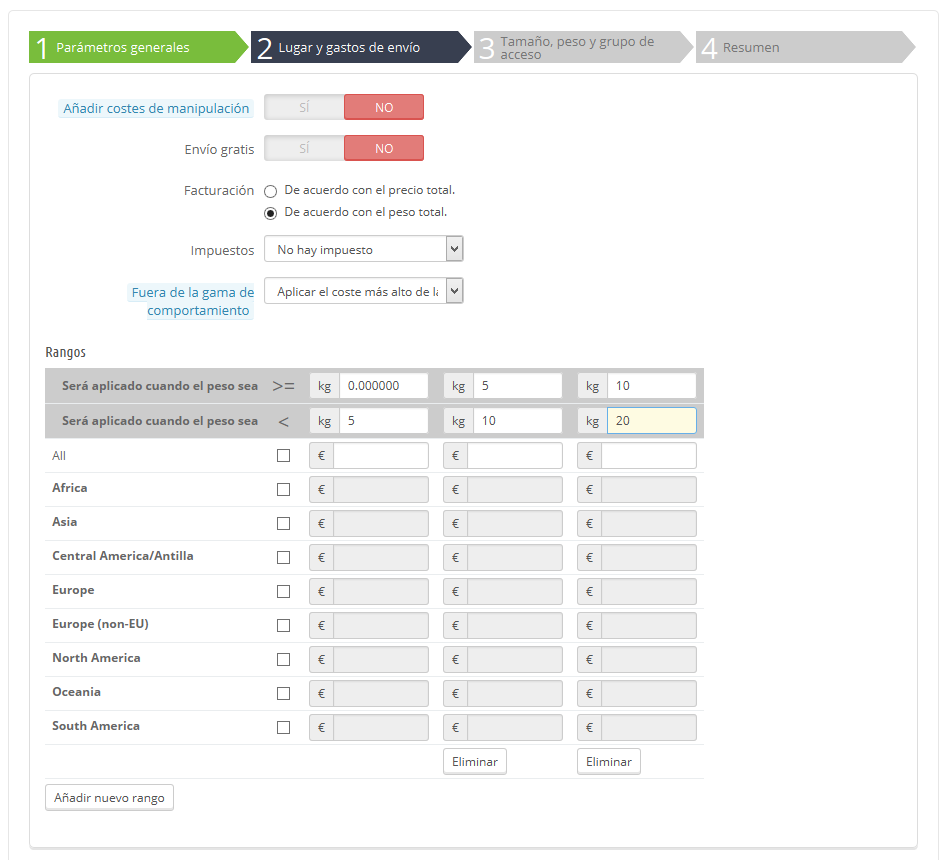 1 Parámetros generales
2 Lugar y gastos de envío
3 Tamaño, peso y grupo de
acceso
4 Resumen
Añadir costes de manipulación SÍ NO
Envío gratis SÍ NO
Facturación De acuerdo con el precio total.
De acuerdo con el peso total.
Impuestos No hay impuesto
Fuera de la gama de Aplicar el coste más alto de
comportamiento
Rangos
Será aplicado cuando el peso sea >= kg 0.000000 kg 5 kg 10
Será aplicado cuando el peso sea < kg 5 kg 10 kg 20
All € € €
Africa € € €
Asia € € €
Central America/Antilla € € €
Europe € € €
Europe (non-EU) € € €
North America € € €
Oceania € € €
South America € € €
Eliminar Eliminar
Añadir nuevo rango